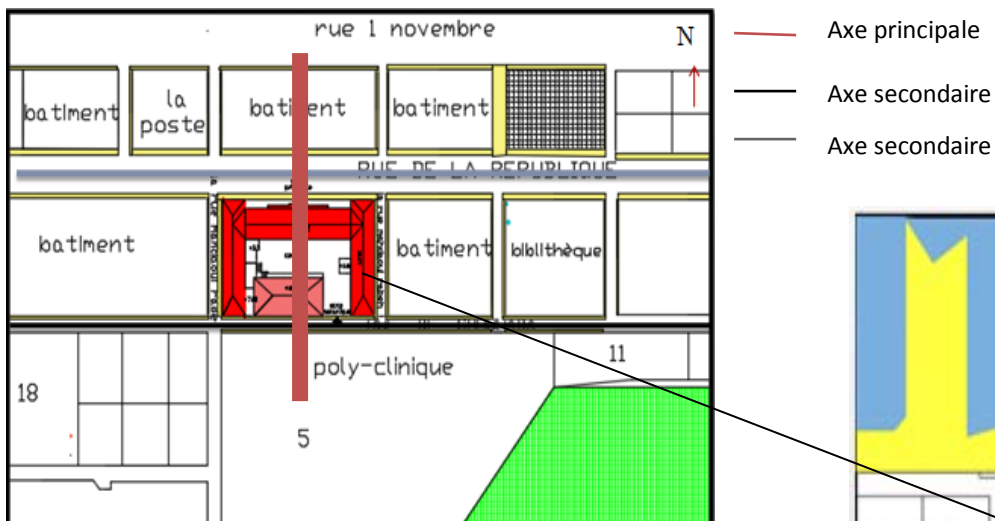 rue 1 novembre
N
Axe principale
Axe secondaire
Axe secondaire
batiment
la
poste
batiment
batiment
RUE DE LA REPUBLIQUE
batiment
batiment
biblithèque
poly-clinique
11
18
5